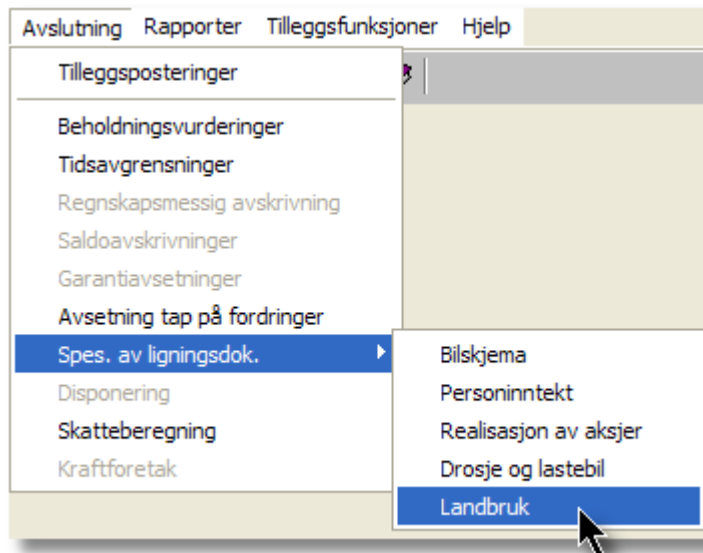 Avslutning Rapporter Tilleggsfunksjoner Hjelp
Tilleggsposteringer
Beholdningsvurderinger
Tidsavgrensninger
Regnskapsmessig avskrivning
Saldoavskrivninger
Garantiavsetninger
Avsetning tap på fordringer
Spes. av ligningsdok.
Disponering
Skatteberegning
Kraftforetak
Bilskjema
Personinntekt
Realisasjon av aksjer
Drosje og lastebil
Landbruk